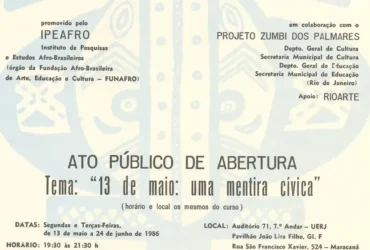 promovido pelo
IPEAFRO
Instituto de Pesquisas
e Estudos Afro-Brasileiros
(órgão da Fundação Afro-Brasileira
de Arte, Educação e Cultura – FUNAFRO)
em colaboração com o
PROJETO ZUMBI DOS PALMARES
Depto. Geral de Cultura
Secretaria Municipal de Cultura
Depto. Geral de Educação
Secretaria Municipal de Educação
(Rio de Janeiro)
Apoio: RIOARTE
ATO PÚBLICO DE ABERTURA
Tema: "13 de maio: uma mentira cívica"
(horário e local os mesmos do curso)
DATAS: Segundas e Terças-Feiras,
de 13 de maio a 24 de junho de 1986
HORÁRIO: 19:30 às 21:30 h
LOCAL: Auditório 71, 7.º Andar – UERJ
Pavilhão João Lira Filho, Gl. F
Rua São Francisco Xavier, 524 – Maracanã